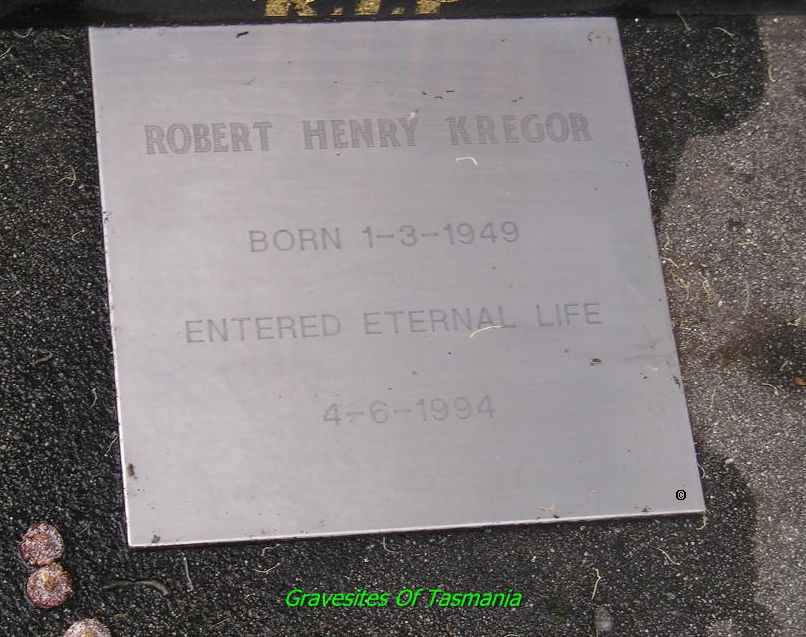 R.I.P
ROBERT HENRY KREGOR
BORN 1-3-1949
ENTERED ETERNAL LIFE
4-6-1994
©
Gravesites Of Tasmania